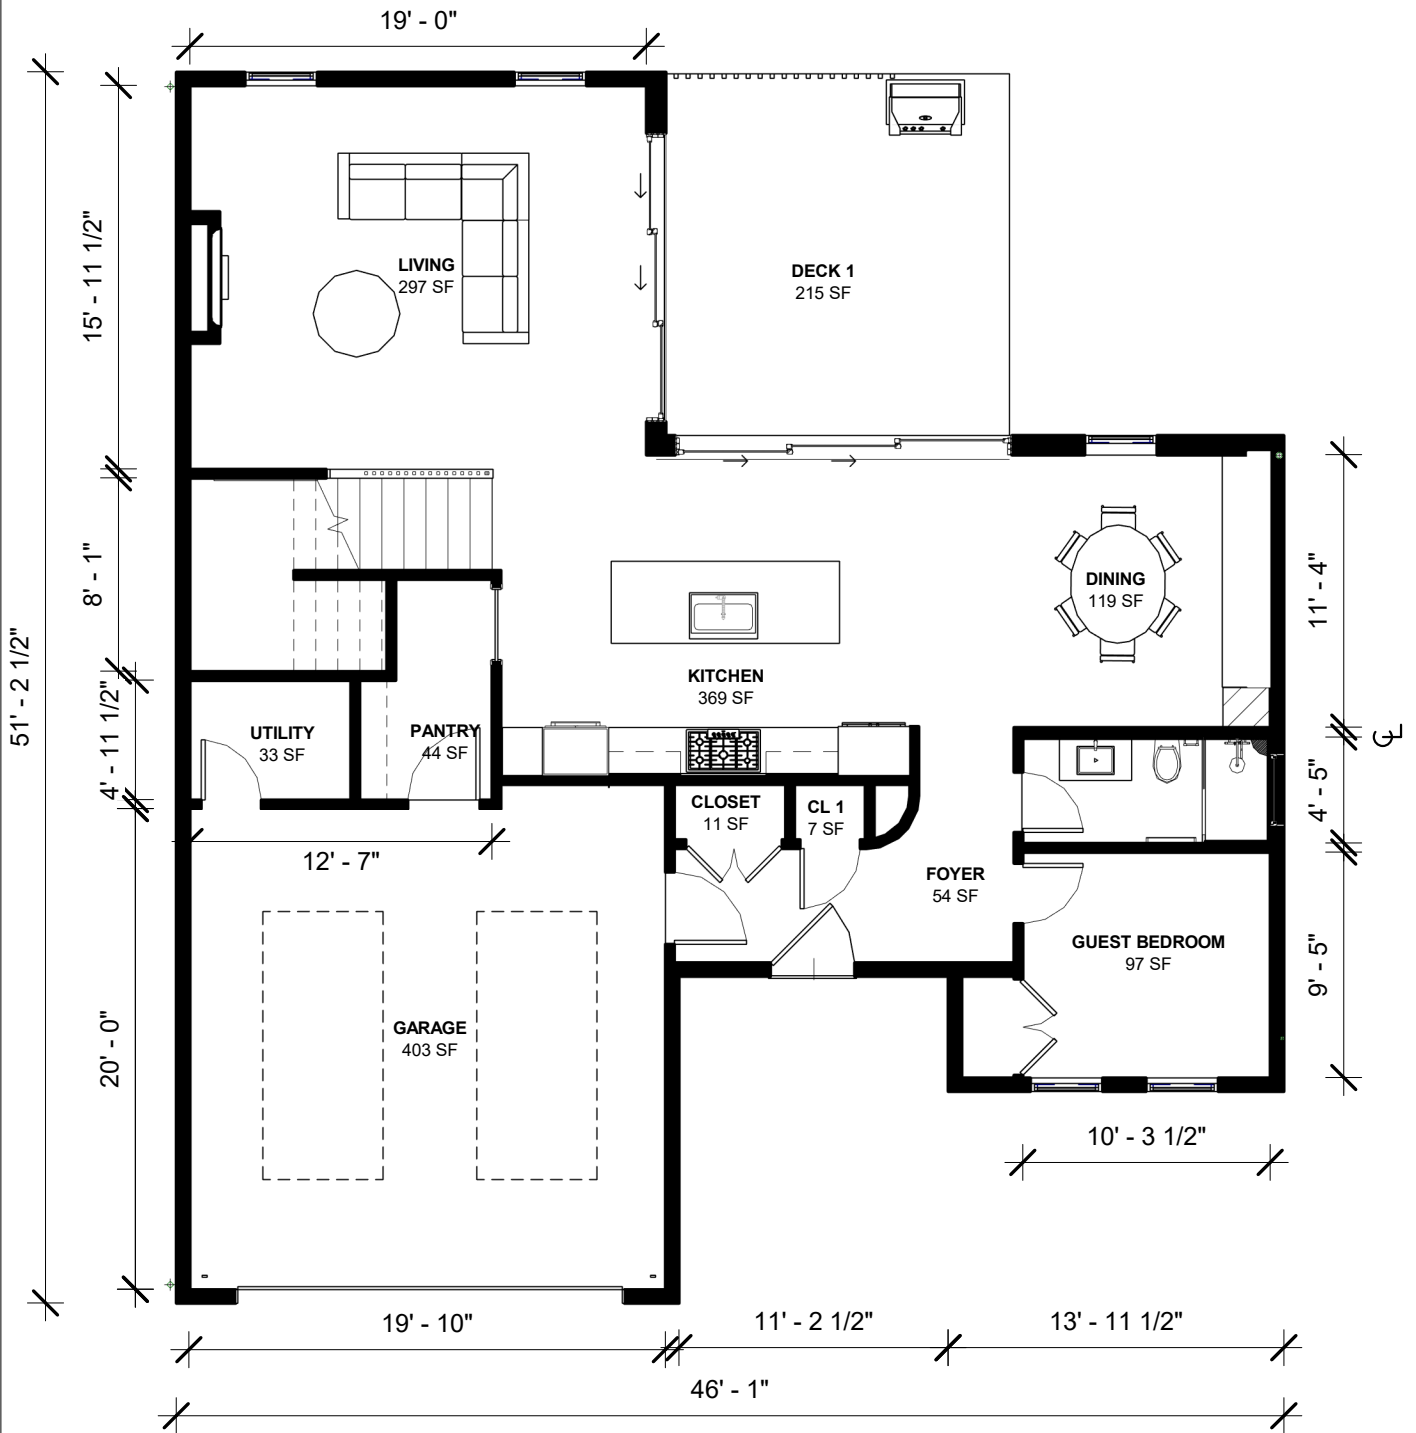 19' - 0"
15' - 11 1/2"
LIVING
297 SF
DECK 1
215 SF
8' - 1"
11' - 4"
DINING
119 SF
51' - 2 1/2"
KITCHEN
369 SF
4' - 11 1/2"
UTILITY
33 SF
PANTRY
44 SF
CL
4' - 5"
CLOSET
11 SF
CL 1
7 SF
12' - 7"
FOYER
54 SF
GUEST BEDROOM
97 SF
9' - 5"
20' - 0"
GARAGE
403 SF
10' - 3 1/2"
19' - 10"
11' - 2 1/2"
13' - 11 1/2"
46' - 1"